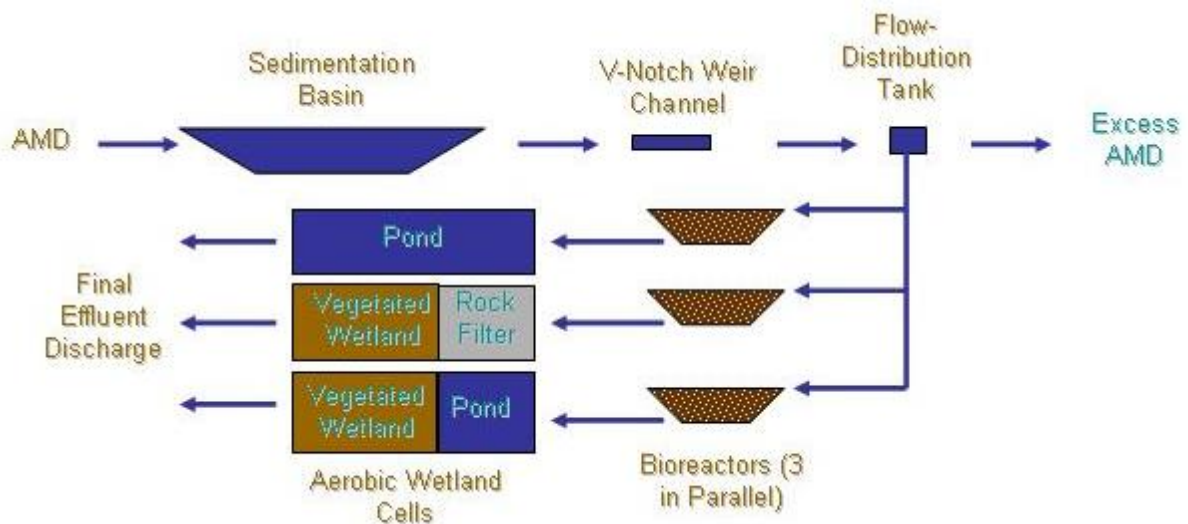 AMD
Sedimentation
Basin
V-Notch Weir
Channel
Flow-
Distribution
Tank
Excess
AMD
Pond
Final
Effluent
Discharge
Vegetated
Wetland
Rock
Filter
Vegetated
Wetland
Pond
Aerobic Wetland
Cells
Bioreactors (3
in Parallel)